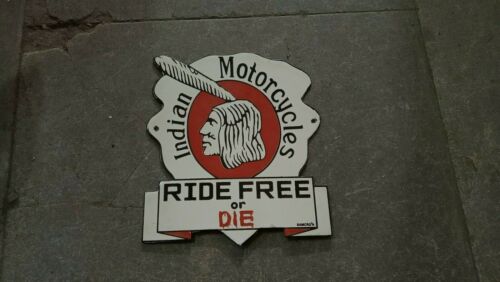 Indian Motorcycles
RIDE FREE
or
DIE